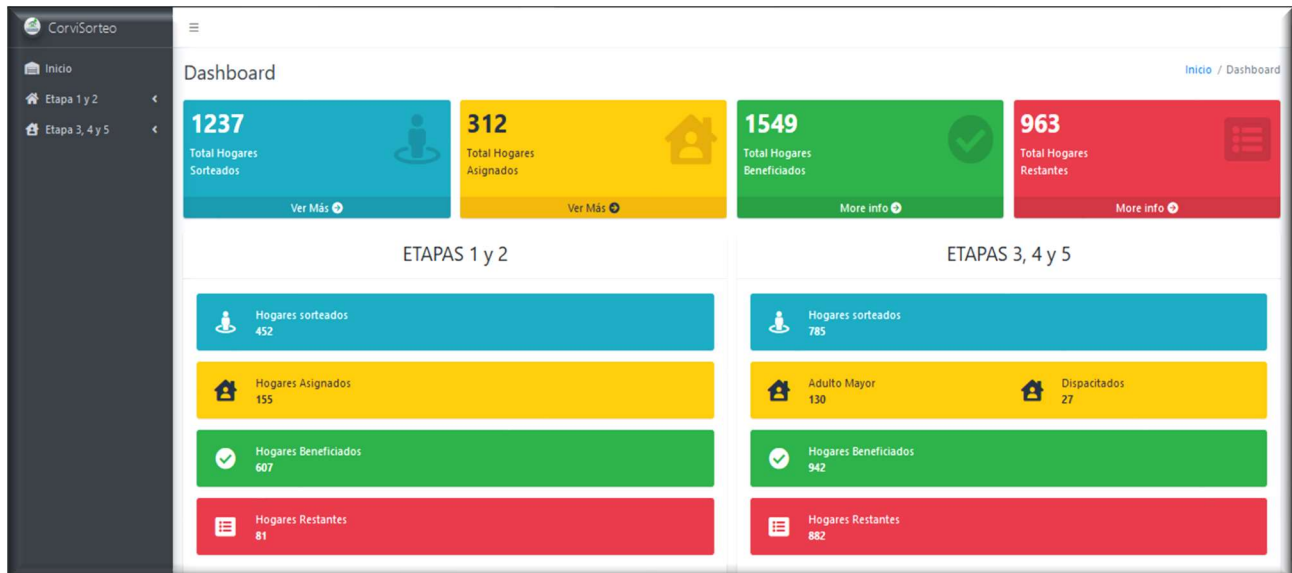 CorviSorteo
Inicio
Etapa 1 y 2
Etapa 3, 4 y 5
Dashboard
Inicio / Dashboard
1237
Total Hogares
Sorteados
Ver Más
312
Total Hogares
Asignados
Ver Más
1549
Total Hogares
Beneficiados
More info
963
Total Hogares
Restantes
More info
ETAPAS 1 y 2
Hogares sorteados
452
Hogares Asignados
155
Hogares Beneficiados
607
Hogares Restantes
81
ETAPAS 3, 4 y 5
Hogares sorteados
785
Adulto Mayor
130
Dispacitados
27
Hogares Beneficiados
942
Hogares Restantes
882